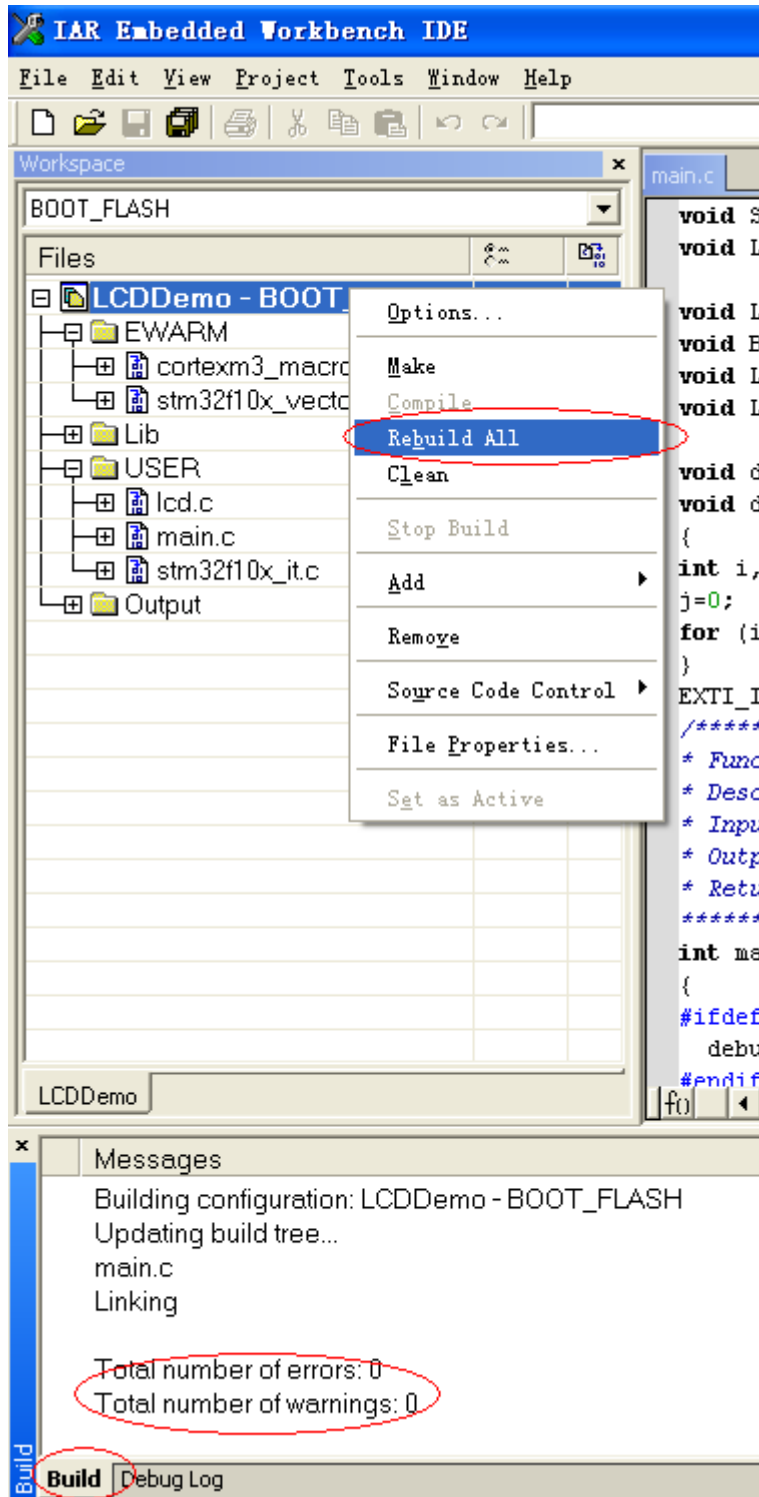 IAR Embedded Workbench IDE
File Edit View Project Tools Window Help
Workspace
BOOT_FLASH
Files
LCDDemo - BOOT_
EWARM
cortexm3_macro
stm32f10x_vecto
Lib
USER
lcd.c
main.c
stm32f10x_it.c
Output
Options...
Make
Compile
Rebuild All
Clean
Stop Build
Add
Remove
Source Code Control
File Properties...
Set as Active
LCDDemo
main.c
void S
void L
void L
void B
void L
void L
void d
void d
{
int i,
j=0;
for (i
}
EXTI_I
/*****
* Func
* Desc
* Inpu
* Outp
* Retu
******
int ma
{
#ifdef
debu
#endif
f()
Messages
Building configuration: LCDDemo - BOOT_FLASH
Updating build tree...
main.c
Linking
Total number of errors: 0
Total number of warnings: 0
Build
Build Debug Log